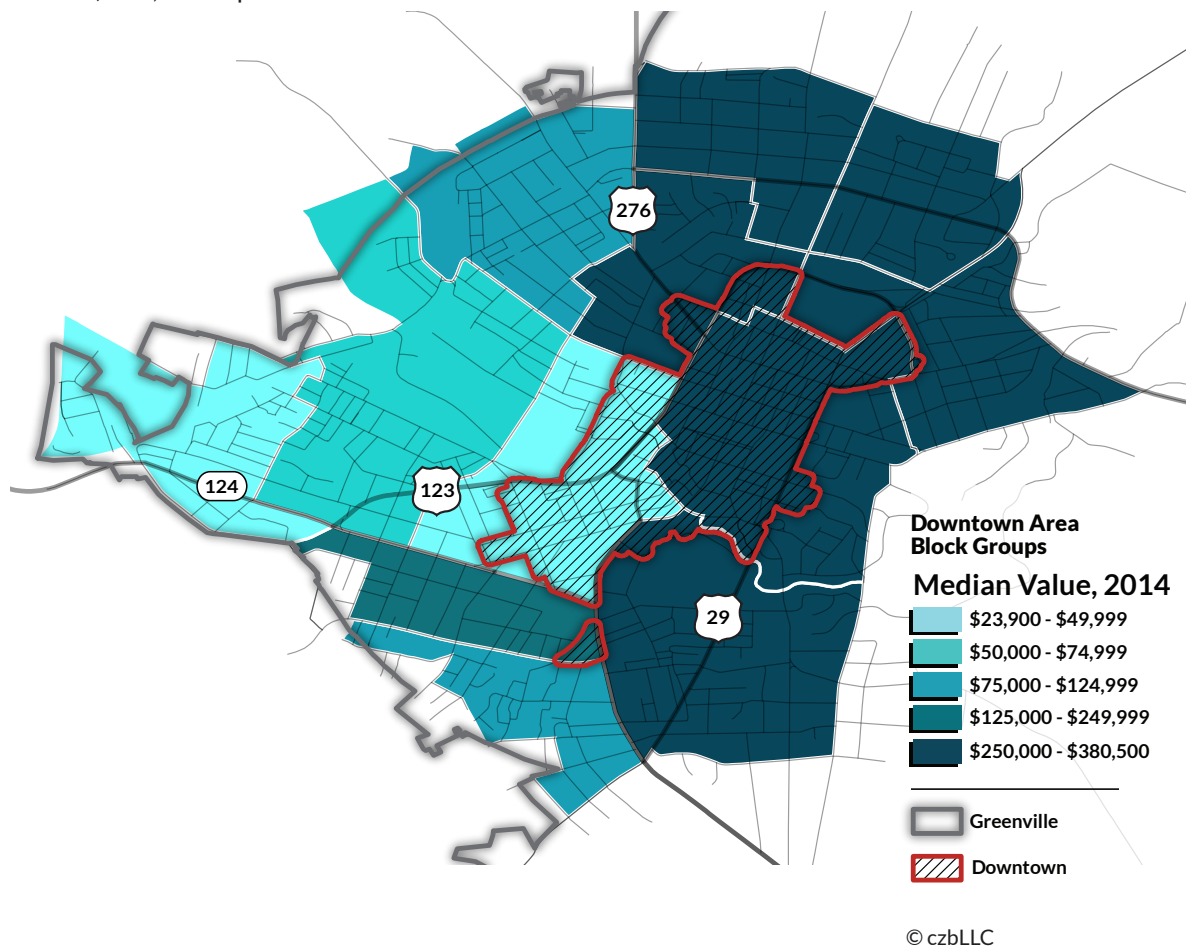 276
124
123
29
Downtown Area
Block Groups
Median Value, 2014
$23,900 - $49,999
$50,000 - $74,999
$75,000 - $124,999
$125,000 - $249,999
$250,000 - $380,500
Greenville
Downtown
© czbLLC